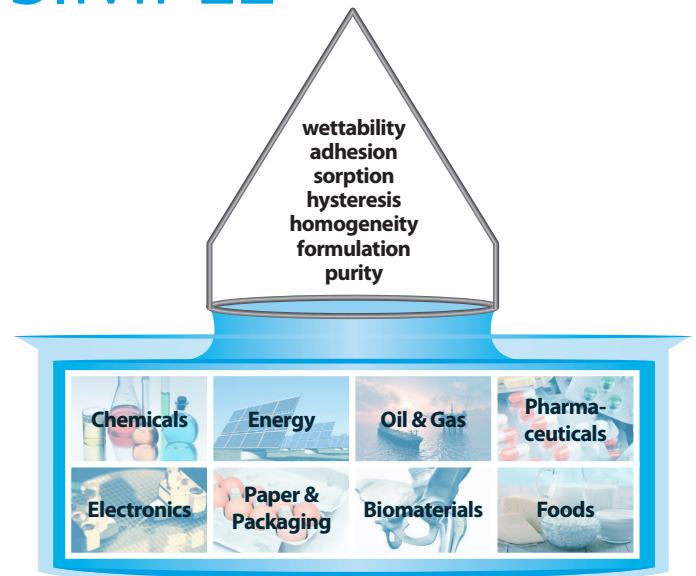 wettability
adhesion
sorption
hysteresis
homogeneity
formulation
purity
Chemicals
Energy
Oil & Gas
Pharma-
ceuticals
Electronics
Paper &
Packaging
Biomaterials
Foods